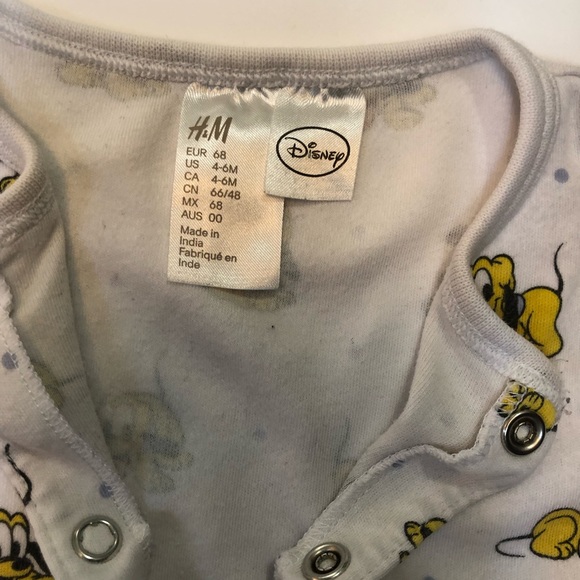 H&M
EUR 68
US 4-6M
CA 4-6M
CN 66/48
MX 68
AUS 00
Made in
India
Fabriqué en
Inde
Disney